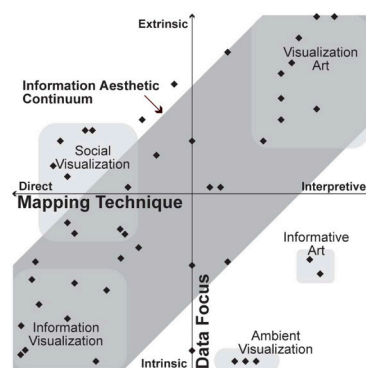 Extrinsic
Visualization
Art
Information Aesthetic
Continuum
Social
Visualization
Direct
Interpretive
Mapping Technique
Informative
Art
Data Focus
Information
Visualization
Ambient
Visualization
Intrinsic